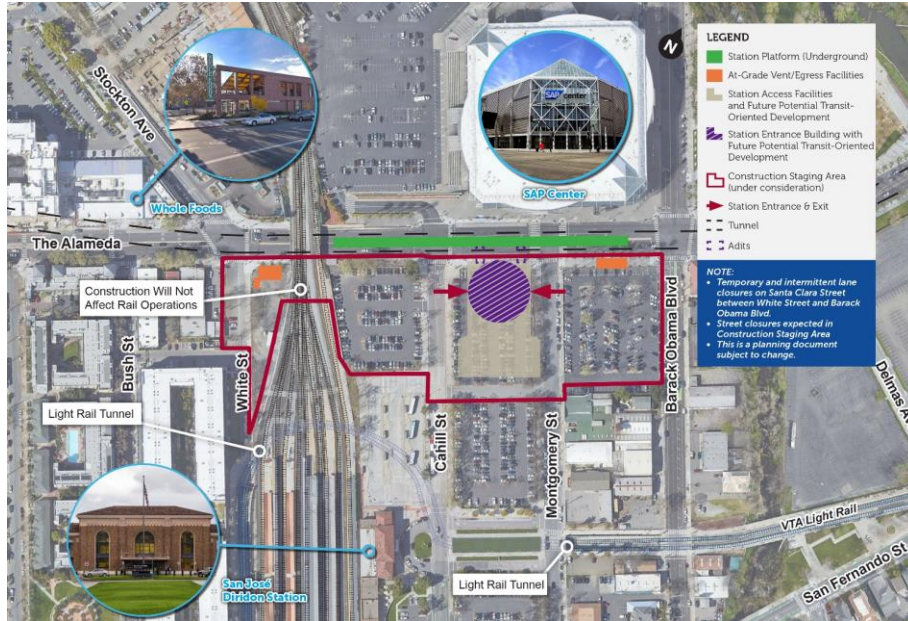 Stockton Ave
Whole Foods
SAP center
SAP Center
N
LEGEND
Station Platform (Underground)
At-Grade Vent/Egress Facilities
Station Access Facilities
and Future Potential Transit-
Oriented Development
Station Entrance Building with
Future Potential Transit-Oriented
Development
Construction Staging Area
(under consideration)
Station Entrance & Exit
Tunnel
Adits
NOTE:
• Temporary and intermittent lane
closures on Santa Clara Street
between White Street and Barack
Obama Blvd.
• Street closures expected in
Construction Staging Area
• This is a planning document
subject to change.
The Alameda
Construction Will Not
Affect Rail Operations
Bush St
White St
Light Rail Tunnel
Cahill St
Montgomery St
Barack Obama Blvd
Delmas Av
San José
Diridon Station
Light Rail Tunnel
VTA Light Rail
San Fernando St